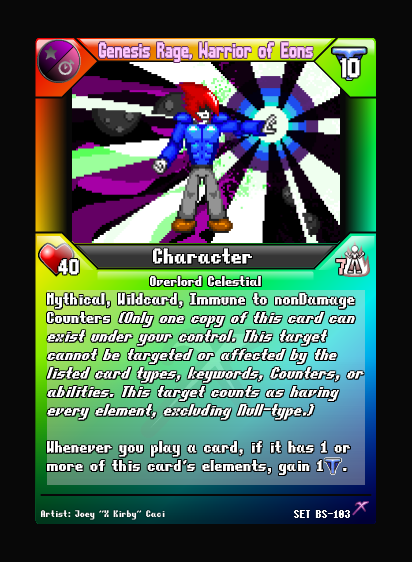 Genesis Rage, Warrior of Eons
10
40
Character
7
Overlord Celestial
Mythical, Wildcard, Immune to nonDamage
Counters (Only one copy of this card can
exist under your control. This target
cannot be targeted or affected by the
listed card types, keywords, Counters, or
abilities. This target counts as having
every element, excluding Null-type.)
Whenever you play a card, if it has 1 or
more of this card's elements, gain 1.
Artist: Joey "X Kirby" Caci
SET BS-103